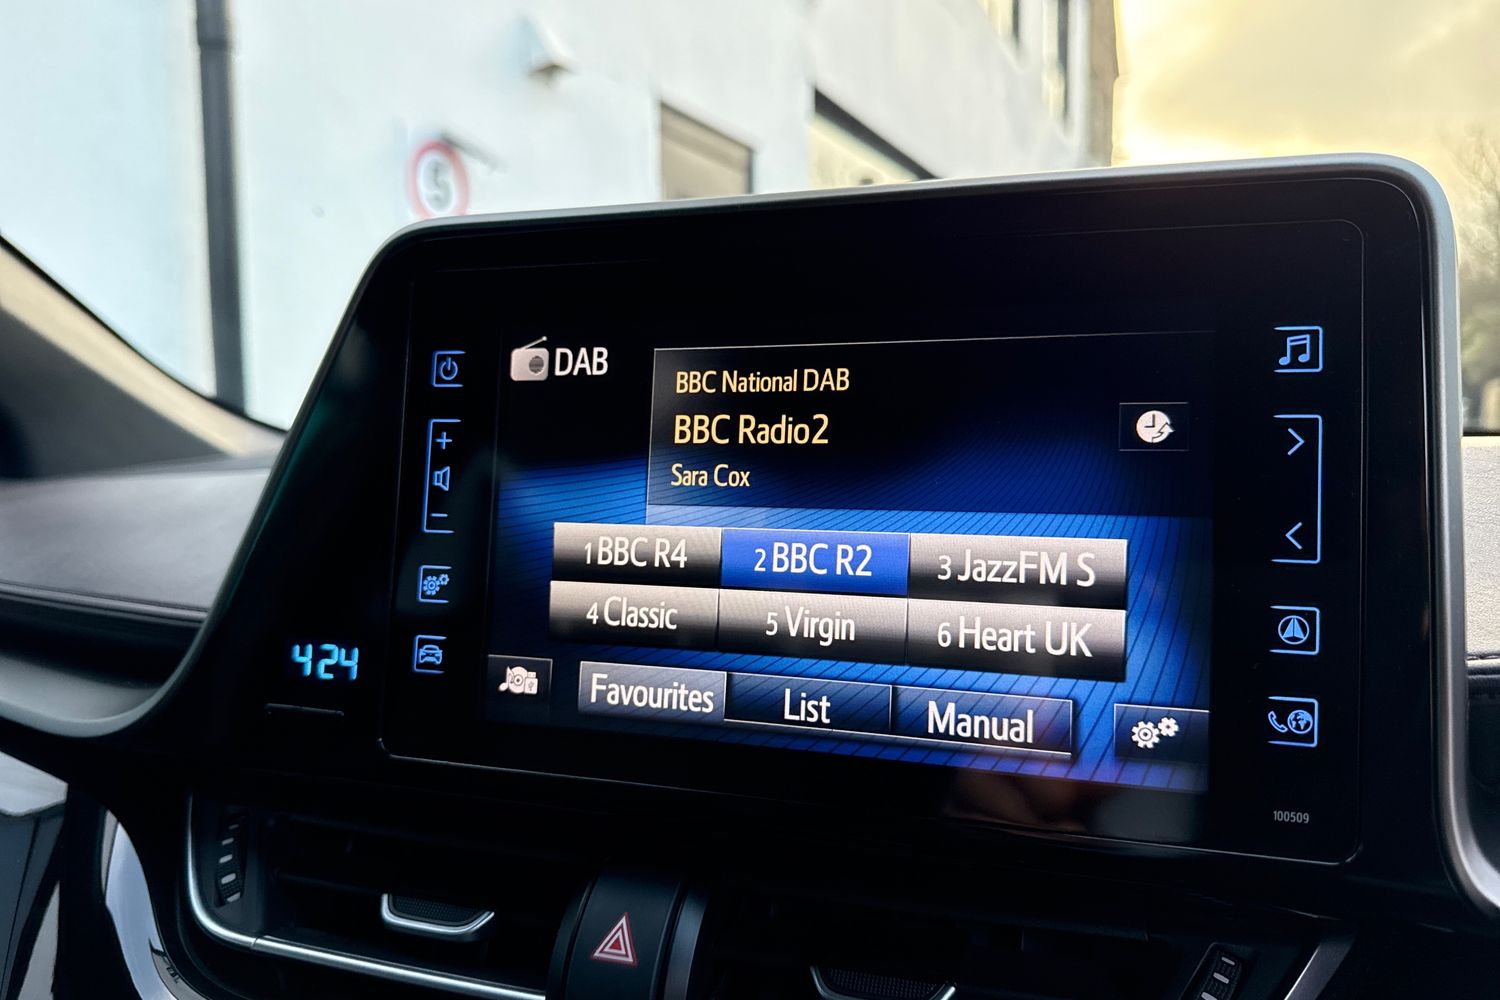 5
DAB
BBC National DAB
BBC Radio2
Sara Cox
1 BBC R4
2 BBC R2
3 JazzFM S
4 Classic
5 Virgin
6 Heart UK
4:24
Favourites
List
Manual
100509